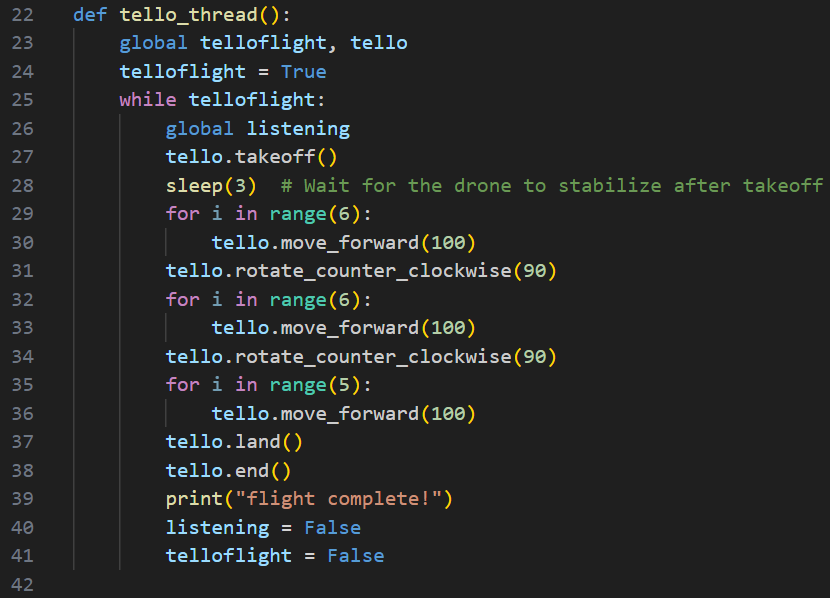 22 def tello_thread():
23     global telloflight, tello
24     telloflight = True
25     while telloflight:
26         global listening
27         tello.takeoff()
28         sleep(3)  # Wait for the drone to stabilize after takeoff
29         for i in range(6):
30             tello.move_forward(100)
31         tello.rotate_counter_clockwise(90)
32         for i in range(6):
33             tello.move_forward(100)
34         tello.rotate_counter_clockwise(90)
35         for i in range(5):
36             tello.move_forward(100)
37         tello.land()
38         tello.end()
39         print("flight complete!")
40         listening = False
41         telloflight = False
42